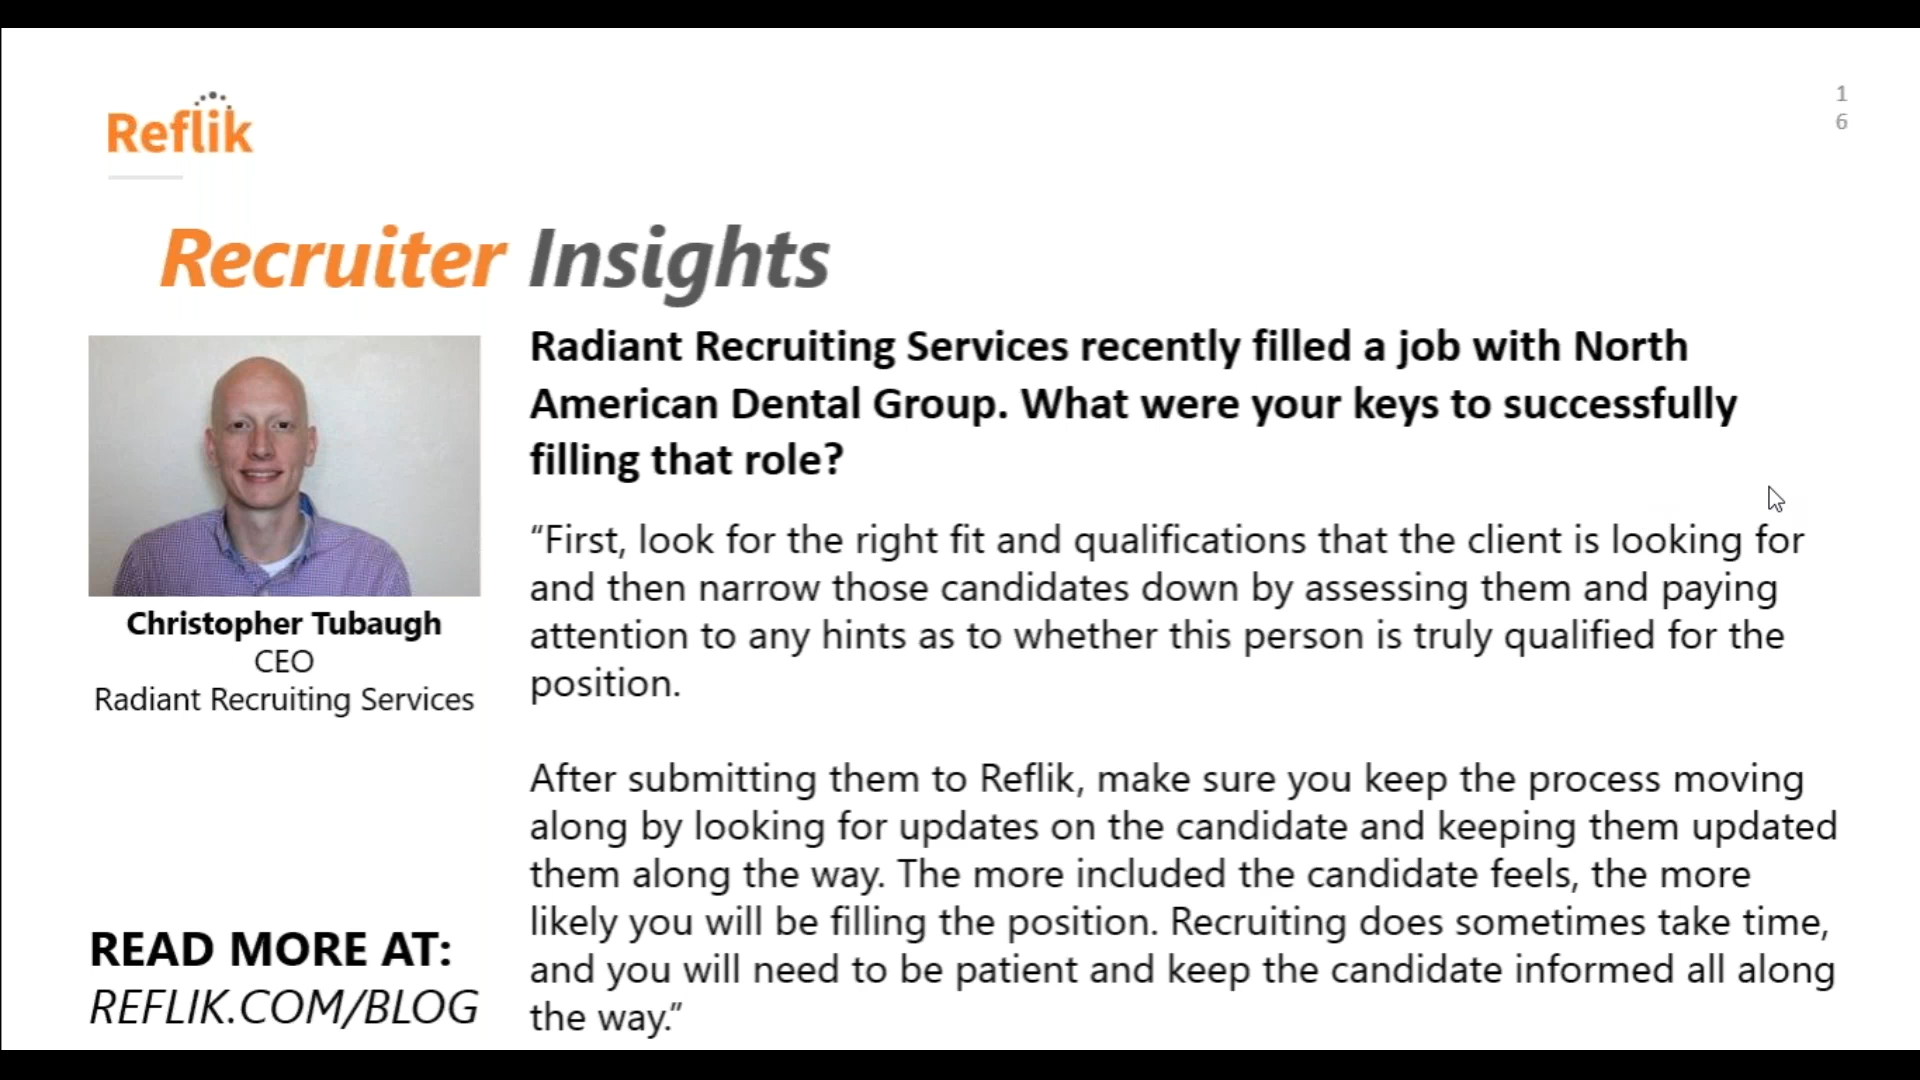 Reflik
1
6
Recruiter Insights
Radiant Recruiting Services recently filled a job with North
American Dental Group. What were your keys to successfully
filling that role?
Christopher Tubaugh
CEO
Radiant Recruiting Services
“First, look for the right fit and qualifications that the client is looking for
and then narrow those candidates down by assessing them and paying
attention to any hints as to whether this person is truly qualified for the
position.
After submitting them to Reflik, make sure you keep the process moving
along by looking for updates on the candidate and keeping them updated
them along the way. The more included the candidate feels, the more
likely you will be filling the position. Recruiting does sometimes take time,
and you will need to be patient and keep the candidate informed all along
the way.”
READ MORE AT:
REFLIK.COM/BLOG